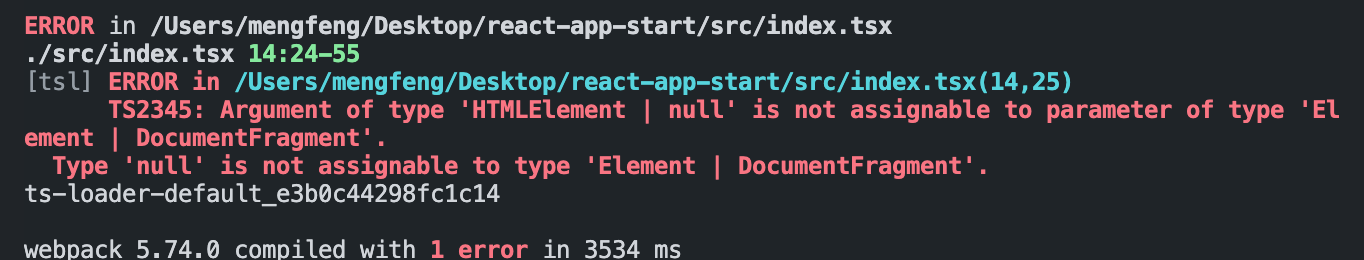 ERROR in /Users/mengfeng/Desktop/react-app-start/src/index.tsx
./src/index.tsx 14:24-55
[tsl] ERROR in /Users/mengfeng/Desktop/react-app-start/src/index.tsx(14,25)
TS2345: Argument of type 'HTMLElement | null' is not assignable to parameter of type 'El
ement | DocumentFragment'.
Type 'null' is not assignable to type 'Element | DocumentFragment'.
ts-loader-default_e3b0c44298fc1c14
webpack 5.74.0 compiled with 1 error in 3534 ms